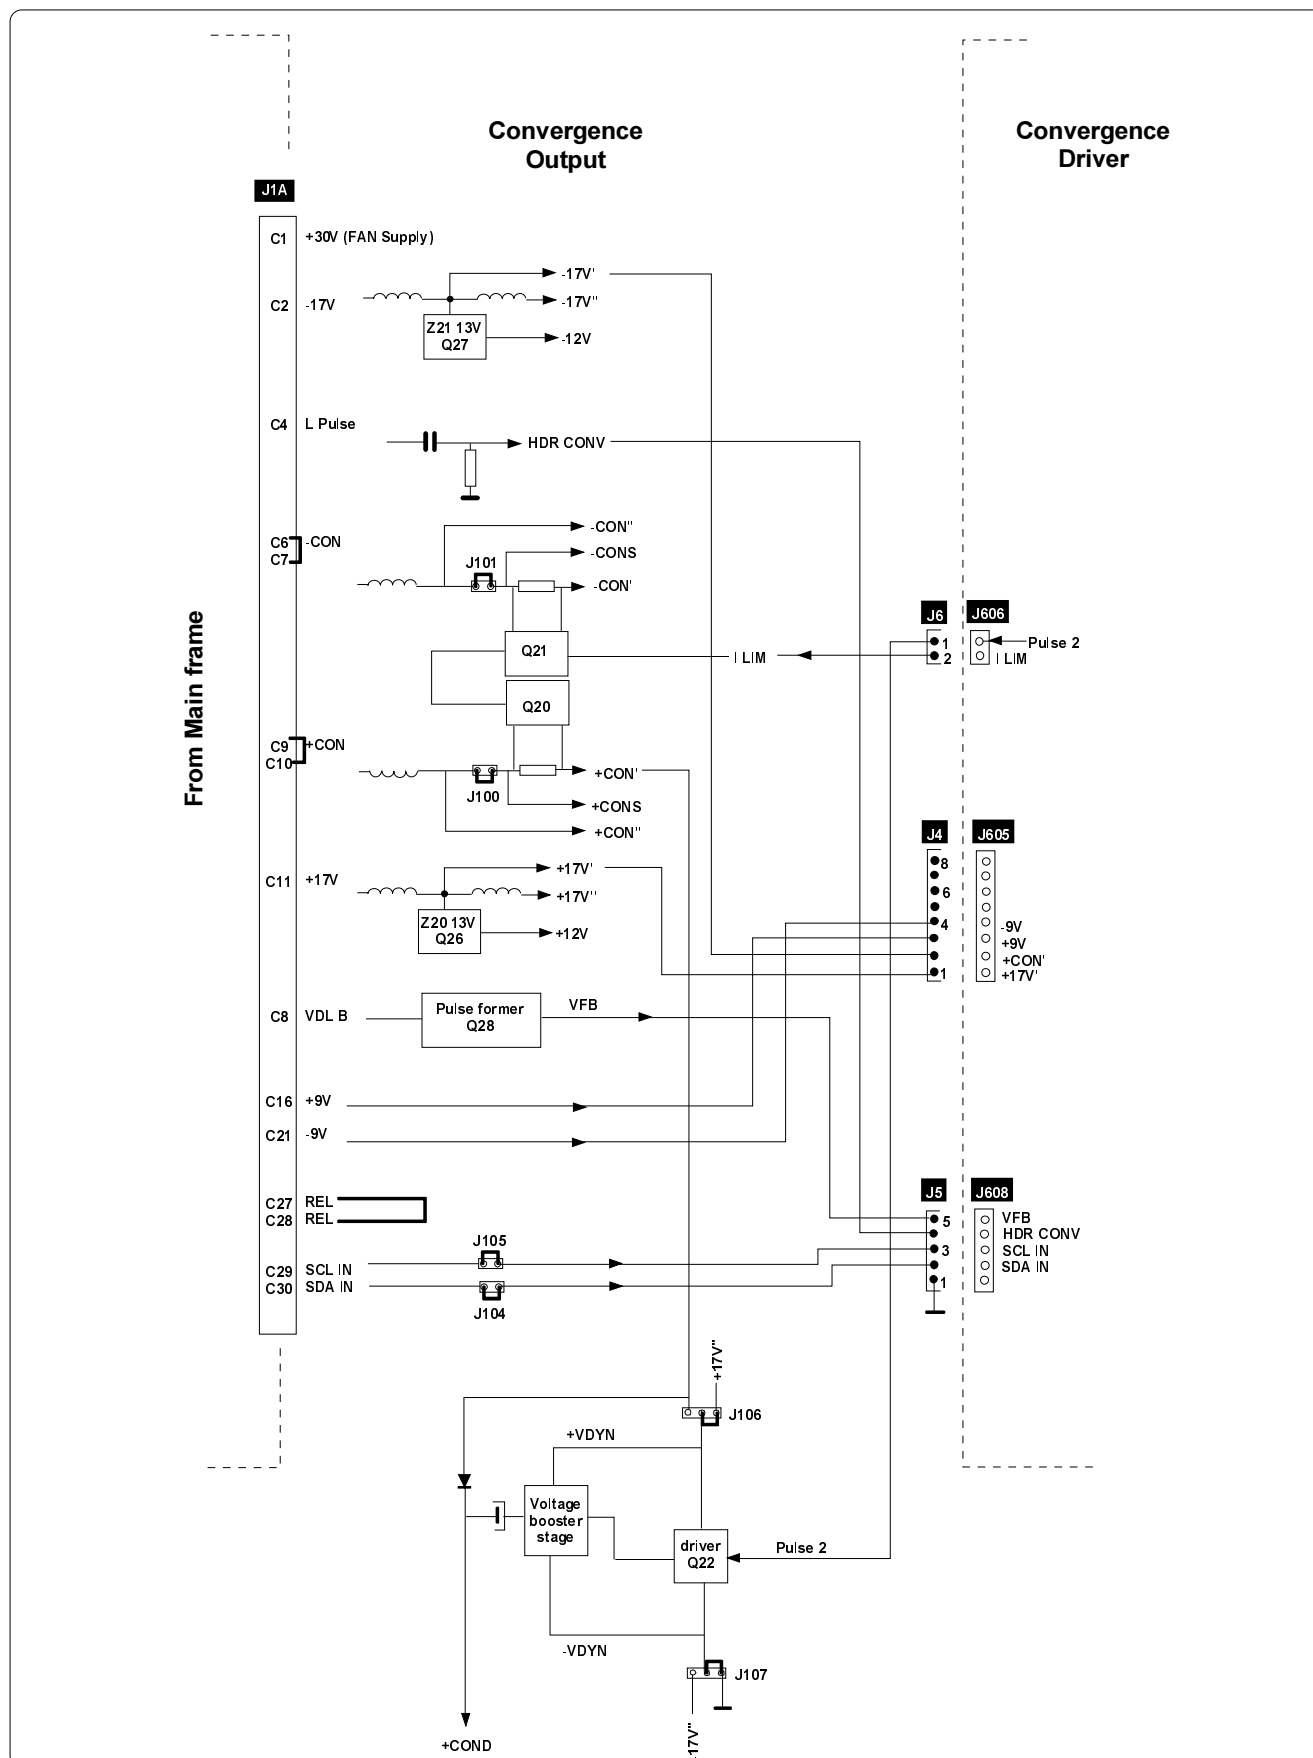 Convergence
Output
Convergence
Driver
J1A
C1 +30V (FAN Supply)
-17V'
C2 -17V
-17V"
Z21 13V
Q27
-12V
C4 L Pulse
HDR CONV
-CON"
C6 -CON
C7
-CONS
J101
-CON'
From Main frame
J6
J606
1
Pulse 2
Q21
I LIM
2
I LIM
Q20
C9 +CON
C10
+CON'
J100
+CONS
+CON"
J4
J605
8
+17V'
C11 +17V
6
+17V''
Z20 13V
Q26
4
-9V
+12V
+9V
+CON'
1
+17V'
C8 VDL B
Pulse former
Q28
VFB
C16 +9V
C21 -9V
J5
J608
C27 REL
C28 REL
5
VFB
HDR CONV
J105
3
SCL IN
C29 SCL IN
SDA IN
C30 SDA IN
1
J104
+17V"
J106
+VDYN
Voltage
booster
stage
driver
Q22
Pulse 2
-VDYN
J107
+COND
17V"